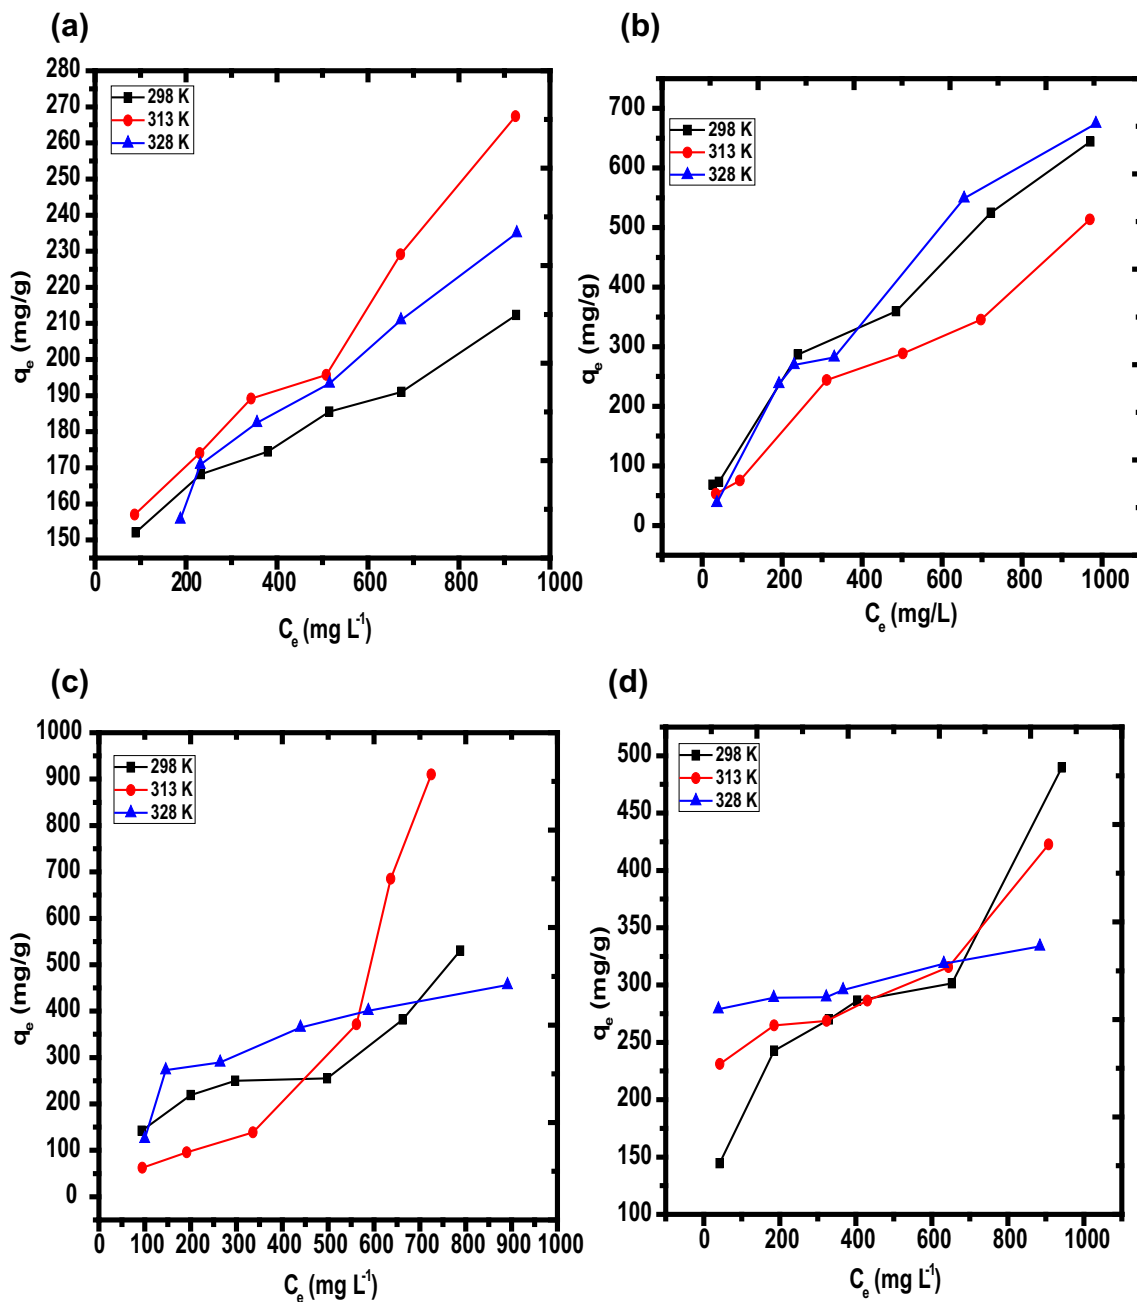 (a)
280
270
260
250
240
230
220
210
200
190
180
170
160
150
qe (mg/g)
298 K
313 K
328 K
0 200 400 600 800 1000
Ce (mg L-1)
(b)
700
600
500
400
300
200
100
0
qe (mg/g)
298 K
313 K
328 K
0 200 400 600 800 1000
Ce (mg/L)
(c)
1000
900
800
700
600
500
400
300
200
100
0
qe (mg/g)
298 K
313 K
328 K
0 100 200 300 400 500 600 700 800 900 1000
Ce (mg L-1)
(d)
500
450
400
350
300
250
200
150
100
qe (mg/g)
298 K
313 K
328 K
0 200 400 600 800 1000
Ce (mg L-1)